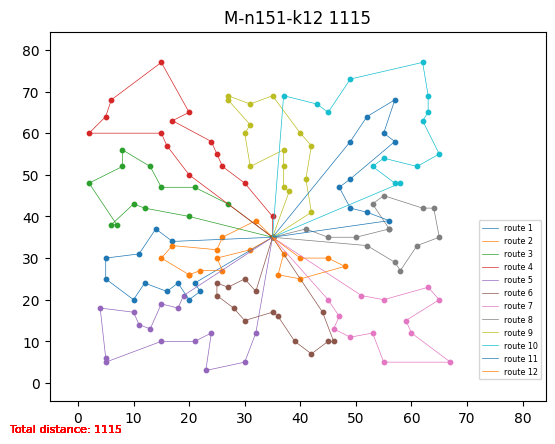 M-n151-k12 1115
80
70
60
50
40
30
20
10
0
0 10 20 30 40 50 60 70 80
route 1
route 2
route 3
route 4
route 5
route 6
route 7
route 8
route 9
route 10
route 11
route 12
Total distance: 1115